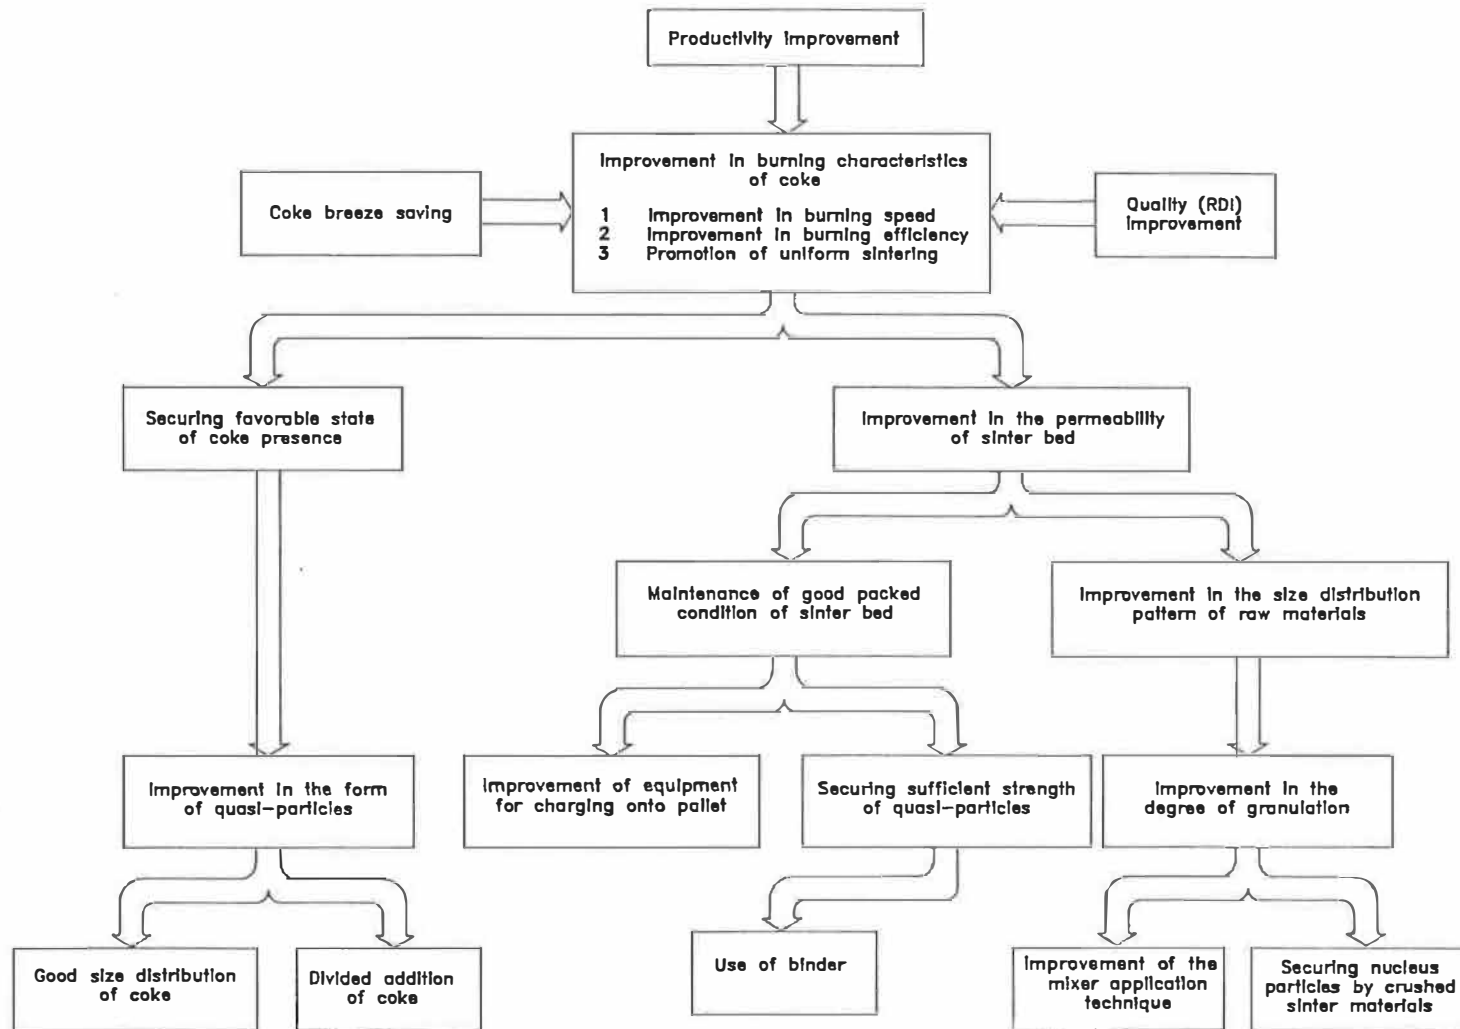 Productivity improvement
Improvement in burning characteristics
of coke
1 Improvement in burning speed
2 Improvement in burning efficiency
3 Promotion of uniform sintering
Coke breeze saving
Quality (RDI)
improvement
Securing favorable state
of coke presence
Improvement in the permeability
of sinter bed
Maintenance of good packed
condition of sinter bed
Improvement in the size distribution
pattern of raw materials
Improvement in the form
of quasi-particles
Improvement of equipment
for charging onto pallet
Securing sufficient strength
of quasi-particles
Improvement in the
degree of granulation
Good size distribution
of coke
Divided addition
of coke
Use of binder
Improvement of the
mixer application
technique
Securing nucleus
particles by crushed
sinter materials